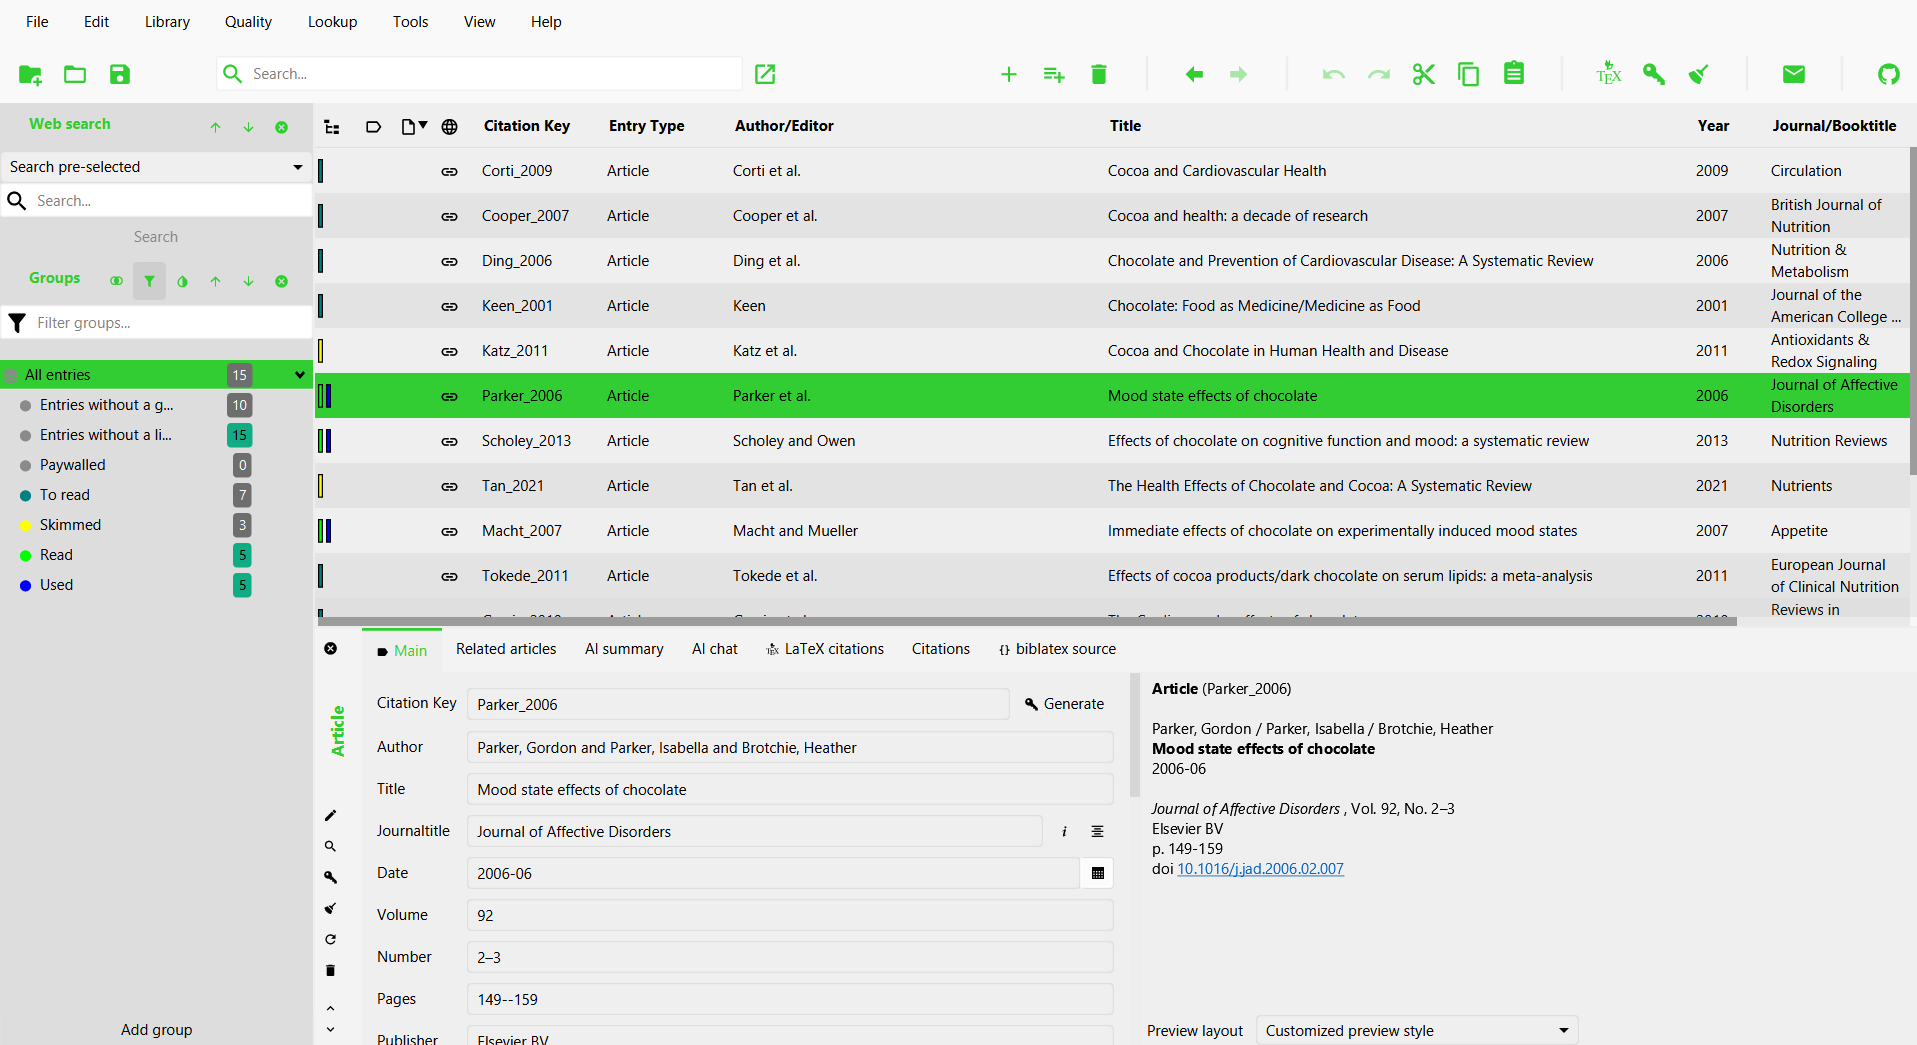 File Edit Library Quality Lookup Tools View Help
Search...
TEX
Web search
Search pre-selected
Search...
Search
Groups
Filter groups...
All entries 15
Entries without a g... 10
Entries without a li... 15
Paywalled 0
To read 7
Skimmed 3
Read 5
Used 5
Add group
Citation Key Entry Type Author/Editor Title Year Journal/Booktitle
Corti_2009 Article Corti et al. Cocoa and Cardiovascular Health 2009 Circulation
Cooper_2007 Article Cooper et al. Cocoa and health: a decade of research 2007 British Journal of
Nutrition
Ding_2006 Article Ding et al. Chocolate and Prevention of Cardiovascular Disease: A Systematic Review 2006 Nutrition &
Metabolism
Keen_2001 Article Keen Chocolate: Food as Medicine/Medicine as Food 2001 Journal of the
American College ...
Katz_2011 Article Katz et al. Cocoa and Chocolate in Human Health and Disease 2011 Antioxidants &
Redox Signaling
Parker_2006 Article Parker et al. Mood state effects of chocolate 2006 Journal of Affective
Disorders
Scholey_2013 Article Scholey and Owen Effects of chocolate on cognitive function and mood: a systematic review 2013 Nutrition Reviews
Tan_2021 Article Tan et al. The Health Effects of Chocolate and Cocoa: A Systematic Review 2021 Nutrients
Macht_2007 Article Macht and Mueller Immediate effects of chocolate on experimentally induced mood states 2007 Appetite
Tokede_2011 Article Tokede et al. Effects of cocoa products/dark chocolate on serum lipids: a meta-analysis 2011 European Journal
of Clinical Nutrition
Reviews in
Main Related articles AI summary AI chat TEX LaTeX citations Citations {} biblatex source
Article
Citation Key Parker_2006 Generate
Author Parker, Gordon and Parker, Isabella and Brotchie, Heather
Title Mood state effects of chocolate
Journaltitle Journal of Affective Disorders i
Date 2006-06
Volume 92
Number 2–3
Pages 149--159
Publisher Elsevier BV
Article (Parker_2006)
Parker, Gordon / Parker, Isabella / Brotchie, Heather
Mood state effects of chocolate
2006-06
Journal of Affective Disorders , Vol. 92, No. 2–3
Elsevier BV
p. 149-159
doi 10.1016/j.jad.2006.02.007
Preview layout Customized preview style